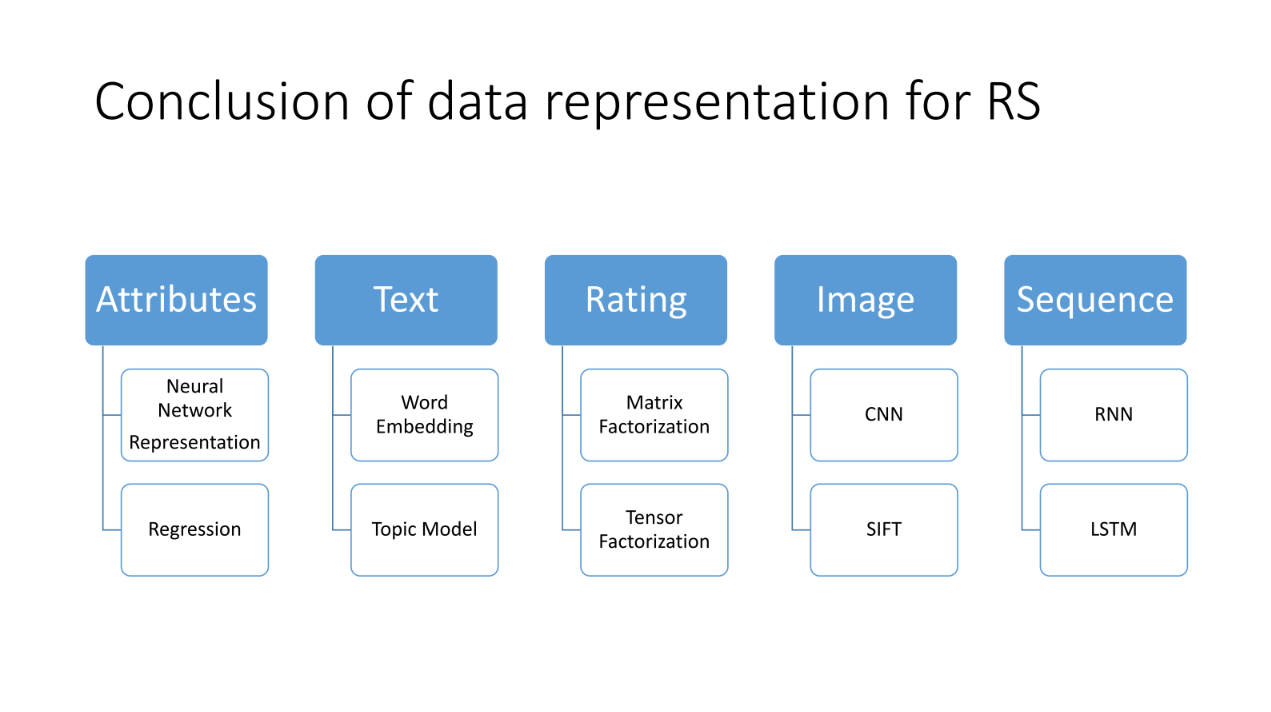 Conclusion of data representation for RS
Attributes
Neural
Network
Representation
Regression
Text
Word
Embedding
Topic Model
Rating
Matrix
Factorization
Tensor
Factorization
Image
CNN
SIFT
Sequence
RNN
LSTM